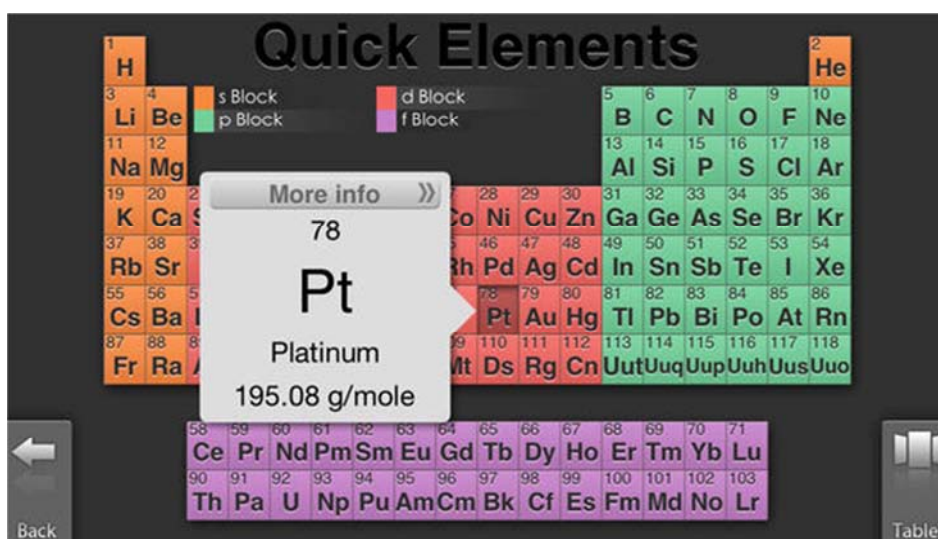 Quick Elements
1 2
H He
s Block d Block
p Block f Block
3 4 5 6 7 8 9 10
Li Be B C N O F Ne
11 12 13 14 15 16 17 18
Na Mg Al Si P S Cl Ar
More info »
19 20 28 29 30 31 32 33 34 35 36
K Ca Ni Cu Zn Ga Ge As Se Br Kr
78
37 38 46 47 48 49 50 51 52 53 54
Rb Sr Pd Ag Cd In Sn Sb Te I Xe
Pt
55 56 78 79 80 81 82 83 84 85 86
Cs Ba Pt Au Hg Tl Pb Bi Po At Rn
Platinum
87 88 110 111 112 113 114 115 116 117 118
Fr Ra Ds Rg Cn Uut Uuq Uup Uuh Uus Uuo
195.08 g/mole
58 59 60 61 62 63 64 65 66 67 68 69 70 71
Ce Pr Nd Pm Sm Eu Gd Tb Dy Ho Er Tm Yb Lu
90 91 92 93 94 95 96 97 98 99 100 101 102 103
Th Pa U Np Pu Am Cm Bk Cf Es Fm Md No Lr
Back Table